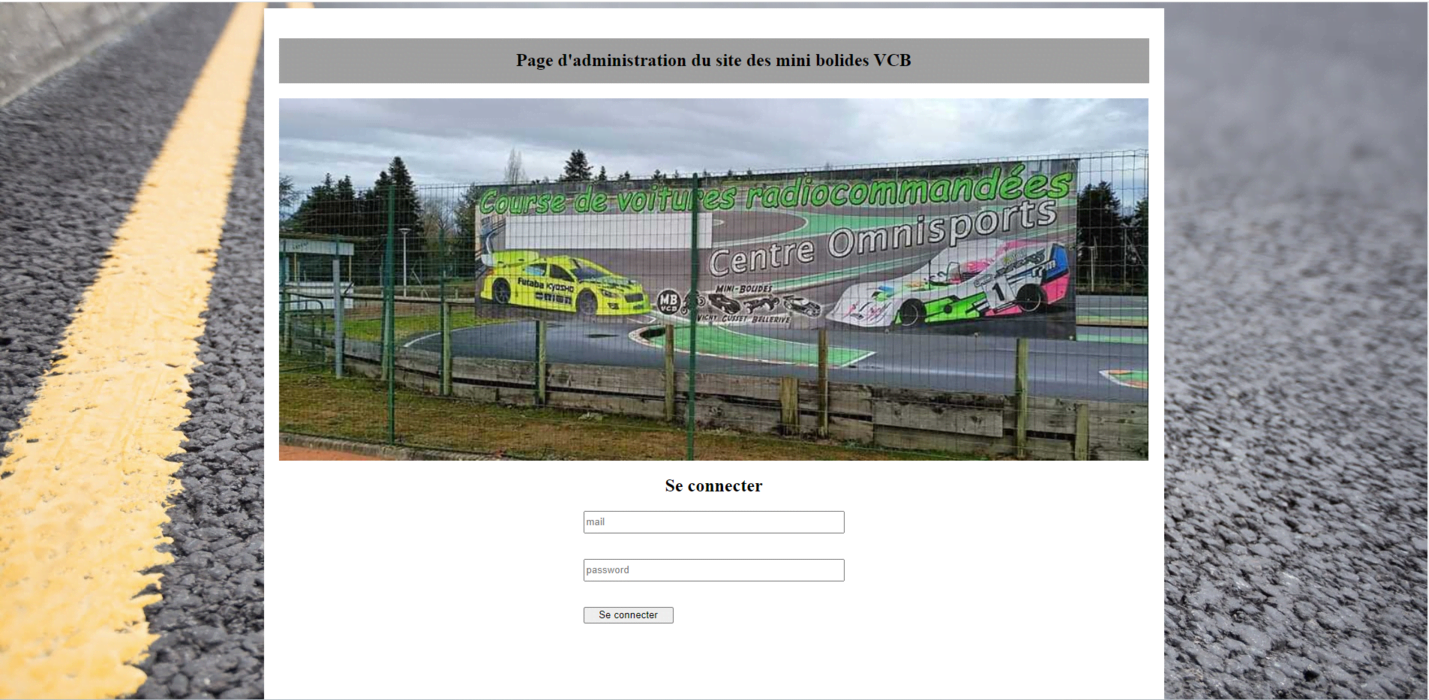 Page d'administration du site des mini bolides VCB
Course de voitures radiocommandées
Centre Omnisports
Futaba KYOSHO
MB
VCB
MINI-BOLIDES
VICHY CUSSET BELLERIVE
1
Se connecter
mail
password
Se connecter